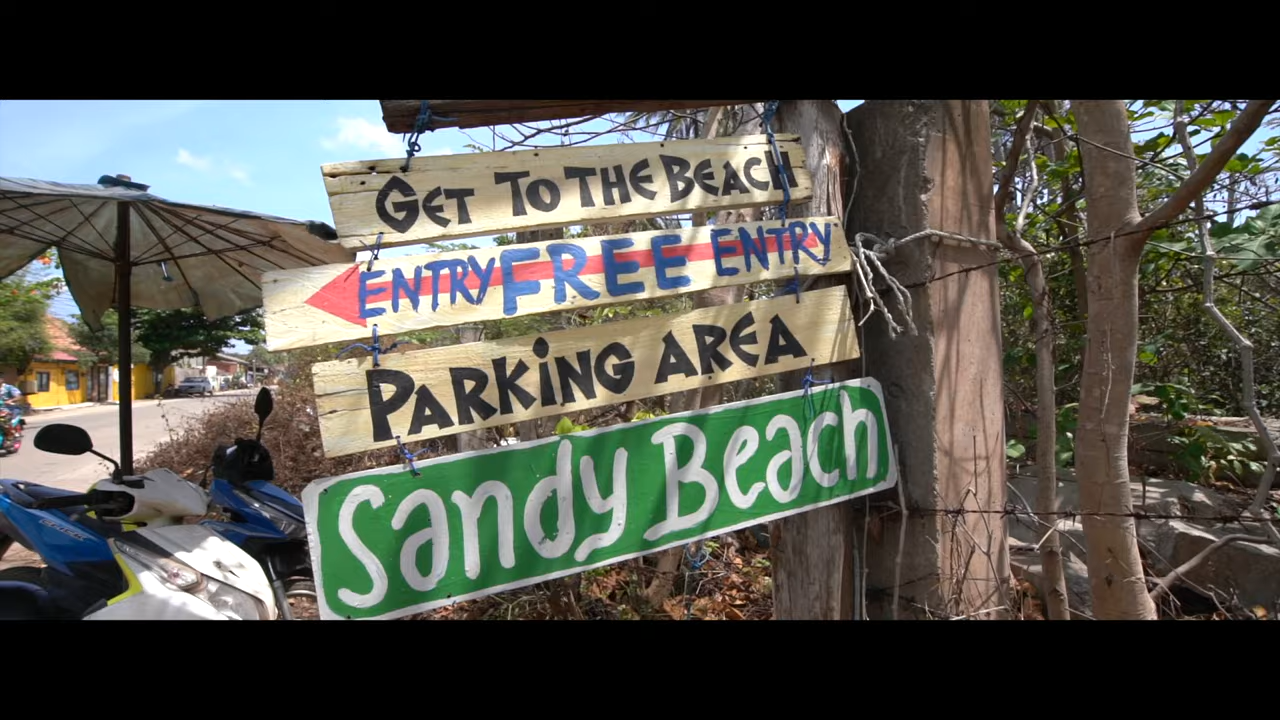 GET TO THE BEACH
ENTRY FREE ENTRY
PARKING AREA
Sandy Beach